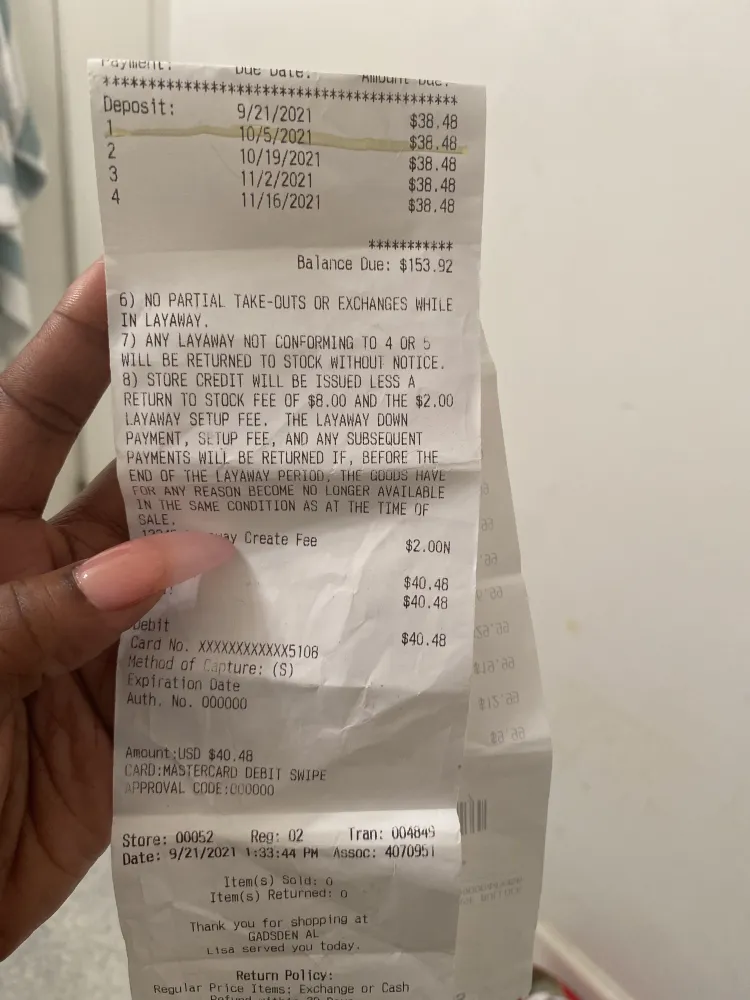 Payment: Due Date: Amount Due:
****************************************
Deposit: 9/21/2021 $38.48
1 10/5/2021 $38.48
2 10/19/2021 $38.48
3 11/2/2021 $38.48
4 11/16/2021 $38.48
***********
Balance Due: $153.92
6) NO PARTIAL TAKE-OUTS OR EXCHANGES WHILE
IN LAYAWAY.
7) ANY LAYAWAY NOT CONFORMING TO 4 OR 5
WILL BE RETURNED TO STOCK WITHOUT NOTICE.
8) STORE CREDIT WILL BE ISSUED LESS A
RETURN TO STOCK FEE OF $8.00 AND THE $2.00
LAYAWAY SETUP FEE. THE LAYAWAY DOWN
PAYMENT, SETUP FEE, AND ANY SUBSEQUENT
PAYMENTS WILL BE RETURNED IF, BEFORE THE
END OF THE LAYAWAY PERIOD, THE GOODS HAVE
FOR ANY REASON BECOME NO LONGER AVAILABLE
IN THE SAME CONDITION AS AT THE TIME OF
SALE.
Create Fee $2.00N
$40.48
$40.48
Debit $40.48
Card No. XXXXXXXXXXXX5108
Method of Capture: (S)
Expiration Date
Auth. No. 000000
Amount:USD $40.48
CARD:MASTERCARD DEBIT SWIPE
APPROVAL CODE:000000
Store: 00052 Reg: 02 Tran: 004849
Date: 9/21/2021 1:33:44 PM Assoc: 4070951
Item(s) Sold: 0
Item(s) Returned: 0
Thank you for shopping at
GADSDEN AL
Lisa served you today.
Return Policy:
Regular Price Items: Exchange or Cash